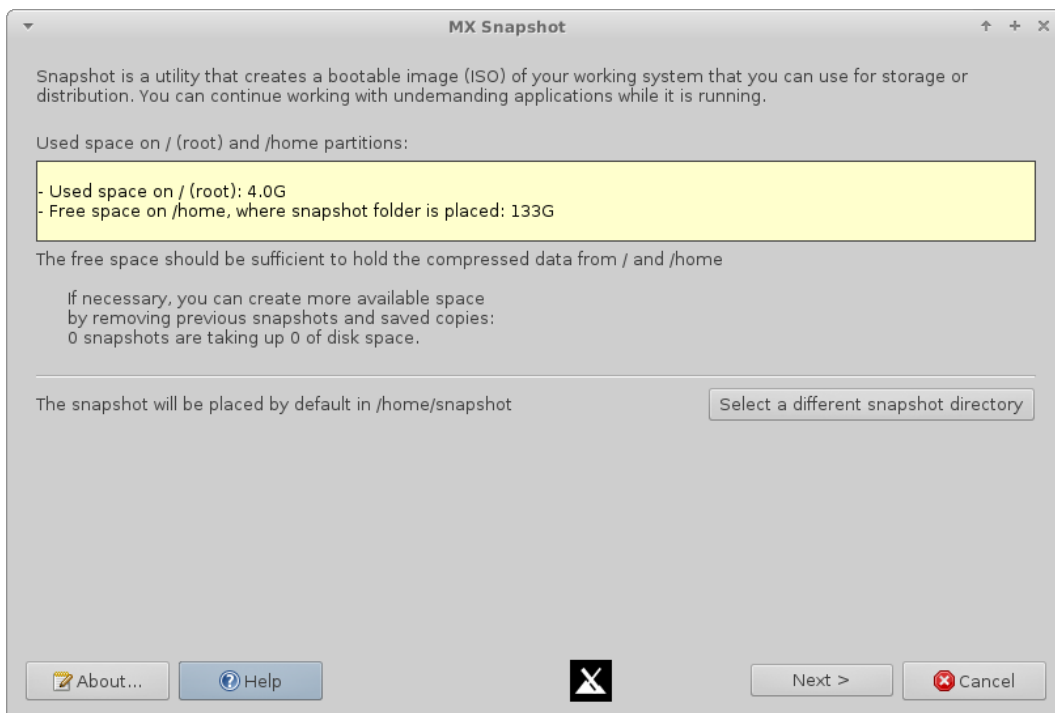 MX Snapshot
Snapshot is a utility that creates a bootable image (ISO) of your working system that you can use for storage or
distribution. You can continue working with undemanding applications while it is running.
Used space on / (root) and /home partitions:
- Used space on / (root): 4.0G
- Free space on /home, where snapshot folder is placed: 133G
The free space should be sufficient to hold the compressed data from / and /home
If necessary, you can create more available space
by removing previous snapshots and saved copies:
0 snapshots are taking up 0 of disk space.
The snapshot will be placed by default in /home/snapshot
Select a different snapshot directory
About...
Help
Next >
Cancel